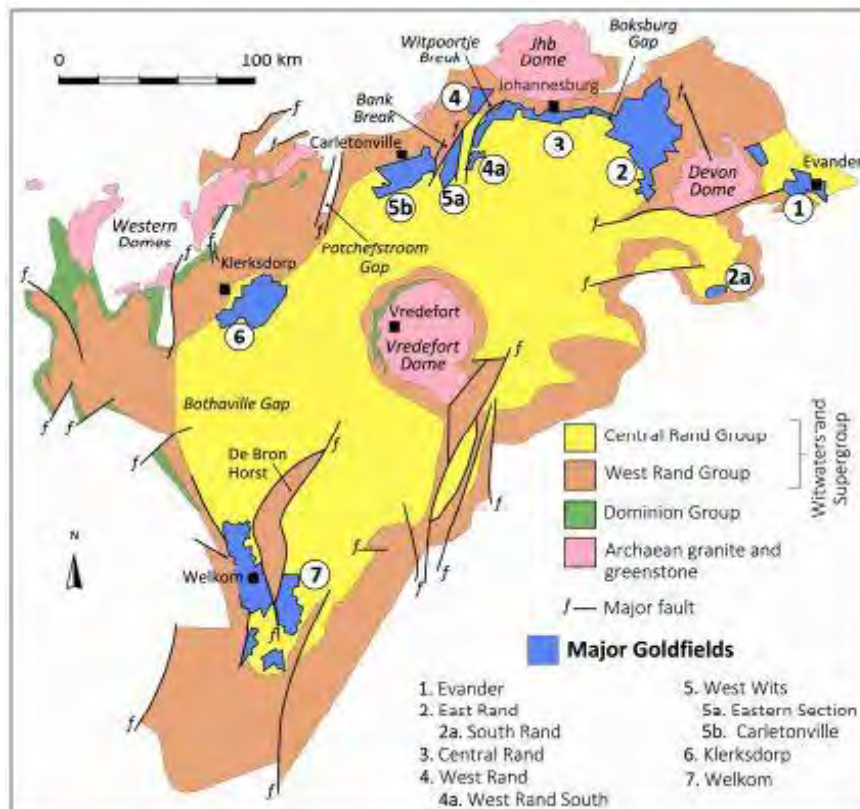 0 100 km
Witpoortje
Break
Jhb
Dome
Boksburg
Gap
Johannesburg
Bank
Break
4
Carletonville
3
4a
2
Devon
Dome
Evander
1
5b
5a
Western
Domes
Potchefstroom
Gap
Klerksdorp
2a
6
Vredefort
Vredefort
Dome
Bothaville Gap
De Bron
Horst
N
Welkom
7
f
Central Rand Group
West Rand Group
Witwaters and
Supergroup
Dominion Group
Archaean granite and
greenstone
f Major fault
Major Goldfields
1. Evander
2. East Rand
2a. South Rand
3. Central Rand
4. West Rand
4a. West Rand South
5. West Wits
5a. Eastern Section
5b. Carletonville
6. Klerksdorp
7. Welkom